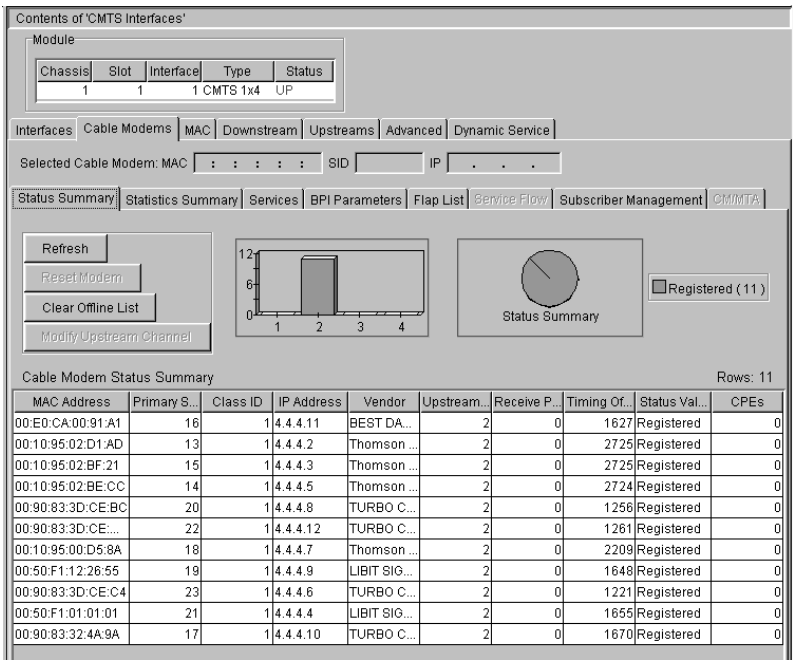 Contents of 'CMTS Interfaces'
Module
Chassis Slot Interface Type Status
1 1 1 CMTS 1x4 UP
Interfaces Cable Modems MAC Downstream Upstreams Advanced Dynamic Service
Selected Cable Modem: MAC : : : : : SID IP . . .
Status Summary Statistics Summary Services BPI Parameters Flap List Service Flow Subscriber Management CM/MTA
Refresh
Reset Modem
Clear Offline List
Modify Upstream Channel
12
6
0
1 2 3 4
Status Summary
Registered ( 11 )
Cable Modem Status Summary Rows: 11
MAC Address Primary S... Class ID IP Address Vendor Upstream... Receive P... Timing Of... Status Val... CPEs
00:E0:CA:00:91:A1 16 1 4.4.4.11 BEST DA... 2 0 1627 Registered 0
00:10:95:02:D1:AD 13 1 4.4.4.2 Thomson ... 2 0 2725 Registered 0
00:10:95:02:BF:21 15 1 4.4.4.3 Thomson ... 2 0 2725 Registered 0
00:10:95:02:BE:CC 14 1 4.4.4.5 Thomson ... 2 0 2724 Registered 0
00:90:83:3D:CE:BC 20 1 4.4.4.8 TURBO C... 2 0 1256 Registered 0
00:90:83:3D:CE:... 22 1 4.4.4.12 TURBO C... 2 0 1261 Registered 0
00:10:95:00:D5:8A 18 1 4.4.4.7 Thomson ... 2 0 2209 Registered 0
00:50:F1:12:26:55 19 1 4.4.4.9 LIBIT SIG... 2 0 1648 Registered 0
00:90:83:3D:CE:C4 23 1 4.4.4.6 TURBO C... 2 0 1221 Registered 0
00:50:F1:01:01:01 21 1 4.4.4.4 LIBIT SIG... 2 0 1655 Registered 0
00:90:83:32:4A:9A 17 1 4.4.4.10 TURBO C... 2 0 1670 Registered 0